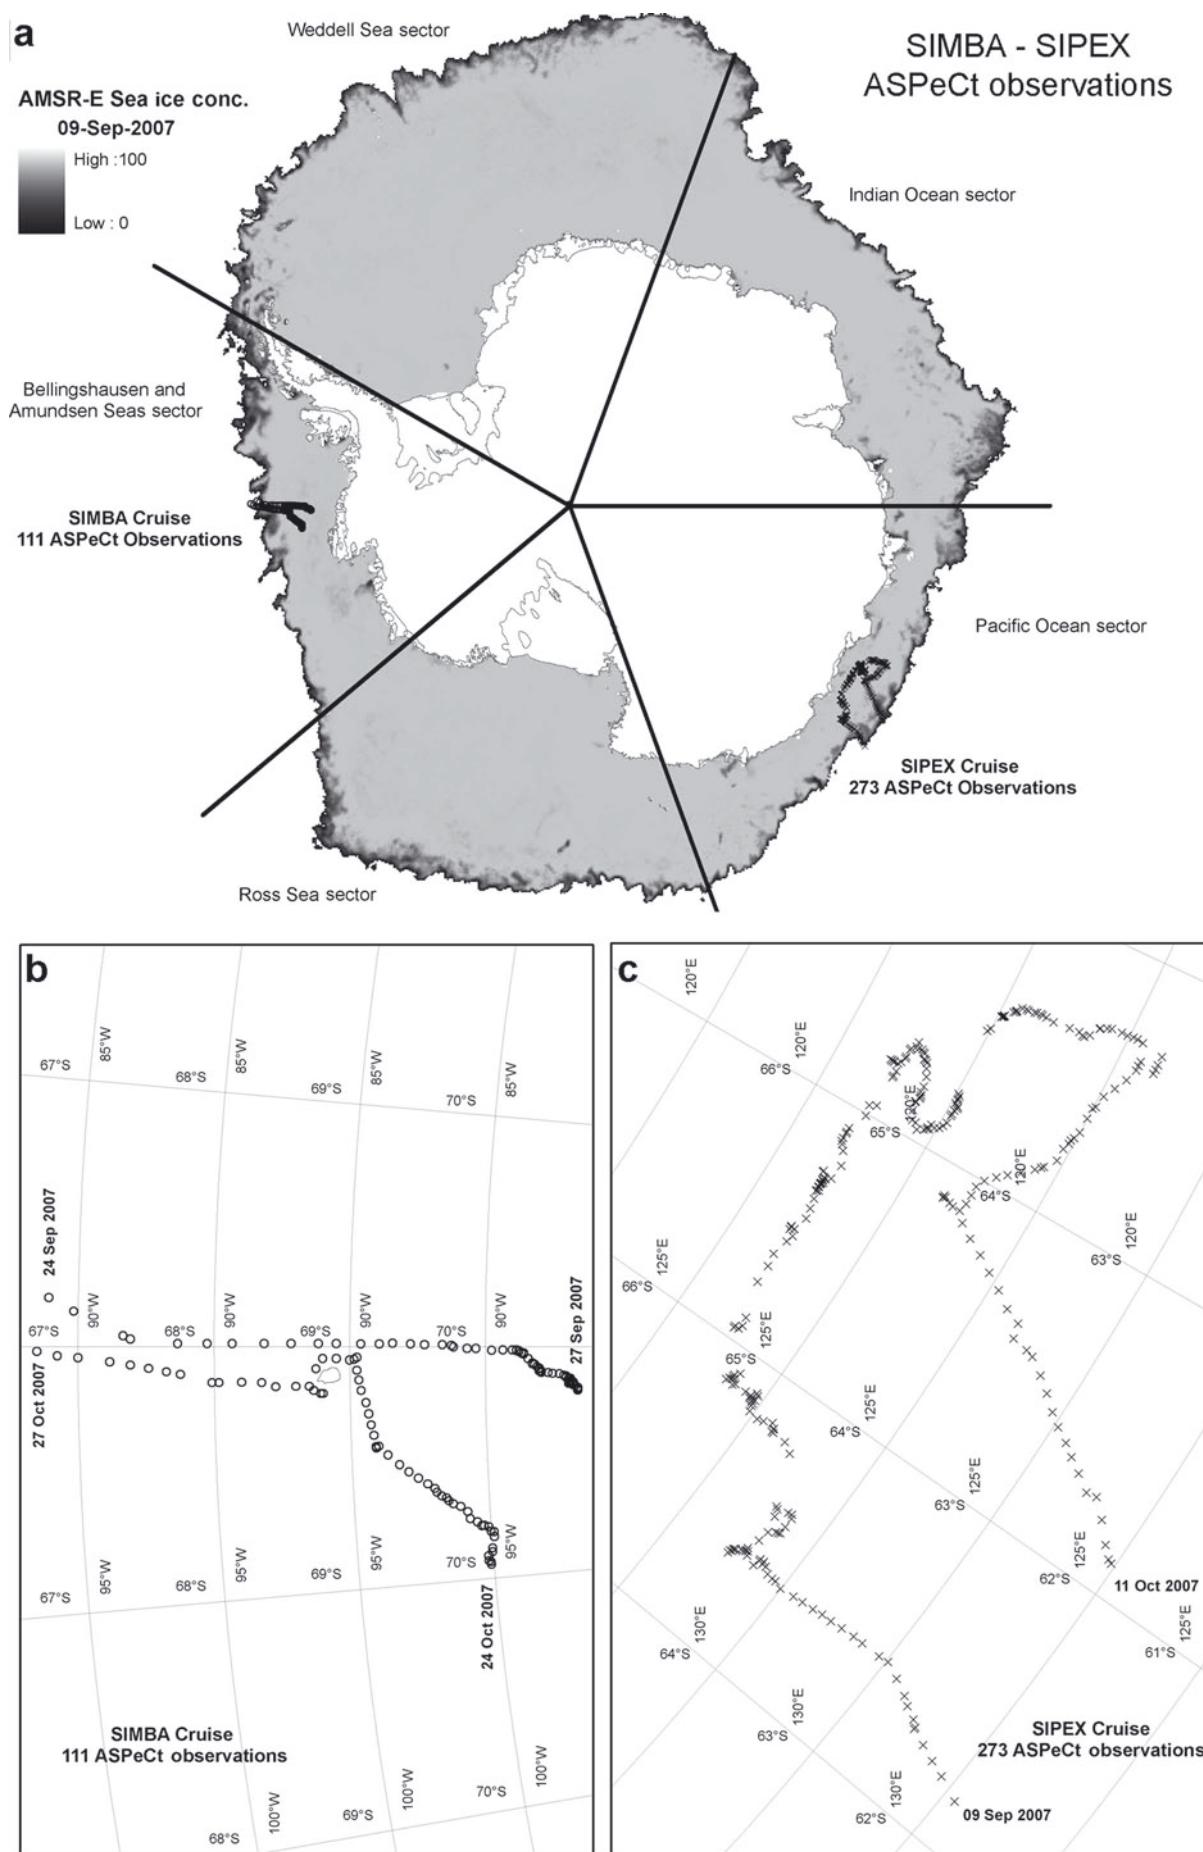 a
Weddell Sea sector
SIMBA - SIPEX
ASPeCt observations
AMSR-E Sea ice conc.
09-Sep-2007
High : 100
Low : 0
Indian Ocean sector
Bellingshausen and
Amundsen Seas sector
SIMBA Cruise
111 ASPeCt Observations
Pacific Ocean sector
SIPEX Cruise
273 ASPeCt Observations
Ross Sea sector
b
67°S
85°W
68°S
85°W
69°S
85°W
70°S
85°W
24 Sep 2007
67°S
90°W
68°S
90°W
69°S
90°W
70°S
90°W
27 Sep 2007
27 Oct 2007
67°S
95°W
68°S
95°W
69°S
95°W
70°S
95°W
24 Oct 2007
SIMBA Cruise
111 ASPeCt observations
68°S
100°W
69°S
100°W
70°S
100°W
c
120°E
66°S
120°E
65°S
120°E
64°S
120°E
63°S
120°E
66°S
125°E
65°S
125°E
64°S
125°E
63°S
125°E
62°S
125°E
61°S
125°E
11 Oct 2007
64°S
130°E
63°S
130°E
62°S
130°E
SIPEX Cruise
273 ASPeCt observations
09 Sep 2007